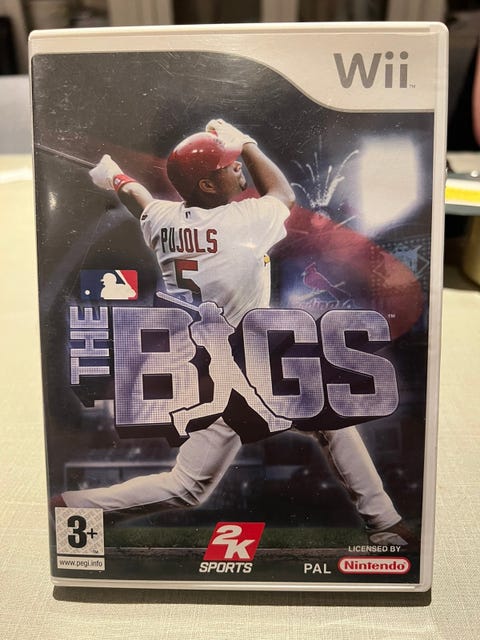 Wii
PUJOLS
5
THE BIGS
3+
www.pegi.info
2K
SPORTS
PAL
LICENSED BY
Nintendo